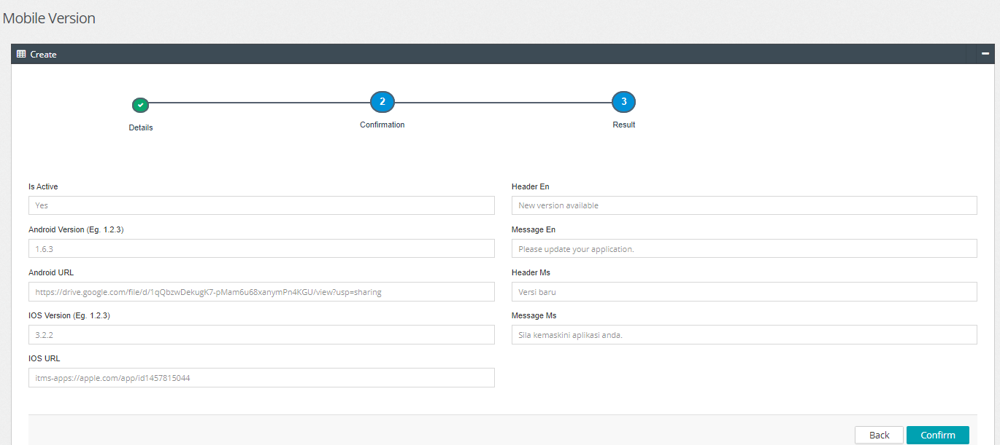 Mobile Version
Create
2
3
Details
Confirmation
Result
Is Active
Yes
Android Version (Eg. 1.2.3)
1.6.3
Android URL
https://drive.google.com/file/d/1qQbzwDekugK7-pMam6u68xanymPn4KGU/view?usp=sharing
IOS Version (Eg. 1.2.3)
3.2.2
IOS URL
itms-apps://apple.com/app/id1457815044
Header En
New version available
Message En
Please update your application.
Header Ms
Versi baru
Message Ms
Sila kemaskini aplikasi anda.
Back
Confirm